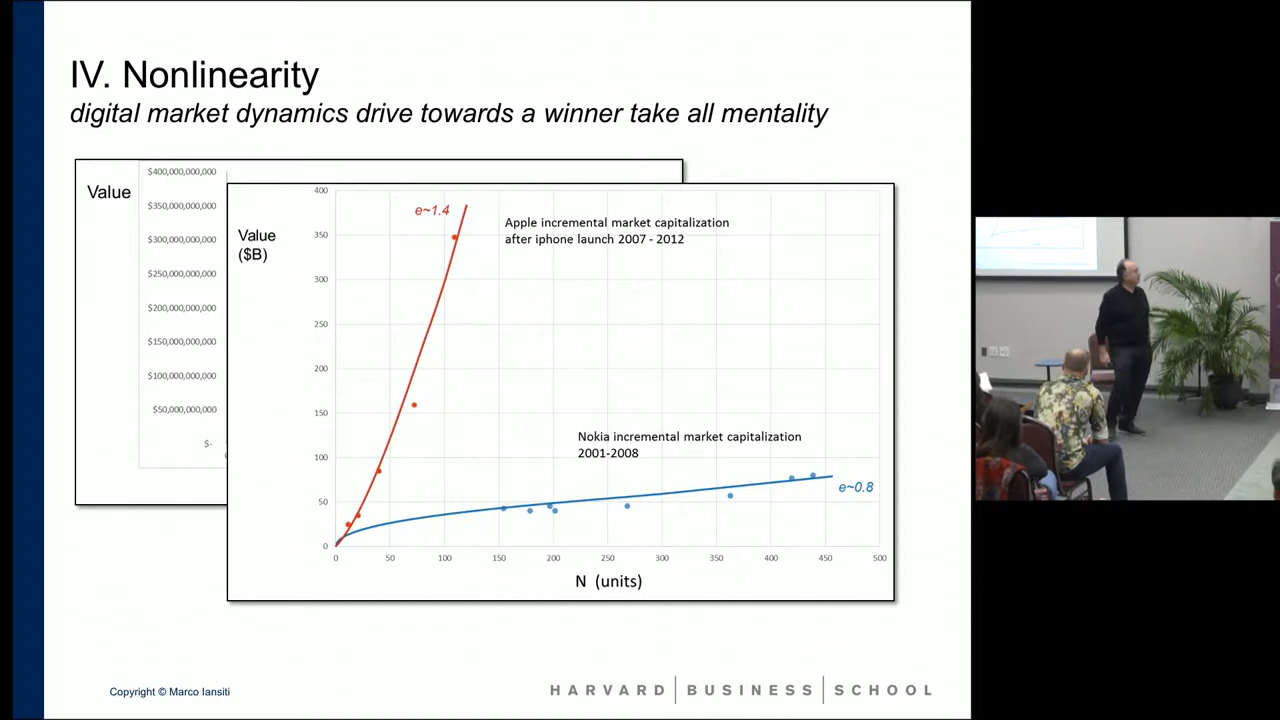 IV. Nonlinearity
digital market dynamics drive towards a winner take all mentality
Value
$400,000,000,000
$350,000,000,000
$300,000,000,000
$250,000,000,000
$200,000,000,000
$150,000,000,000
$100,000,000,000
$50,000,000,000
$-
Value
($B)
400
350
300
250
200
150
100
50
0
e~1.4
Apple incremental market capitalization
after iphone launch 2007 - 2012
Nokia incremental market capitalization
2001-2008
e~0.8
0 50 100 150 200 250 300 350 400 450 500
N (units)
Copyright © Marco Iansiti
HARVARD BUSINESS SCHOOL